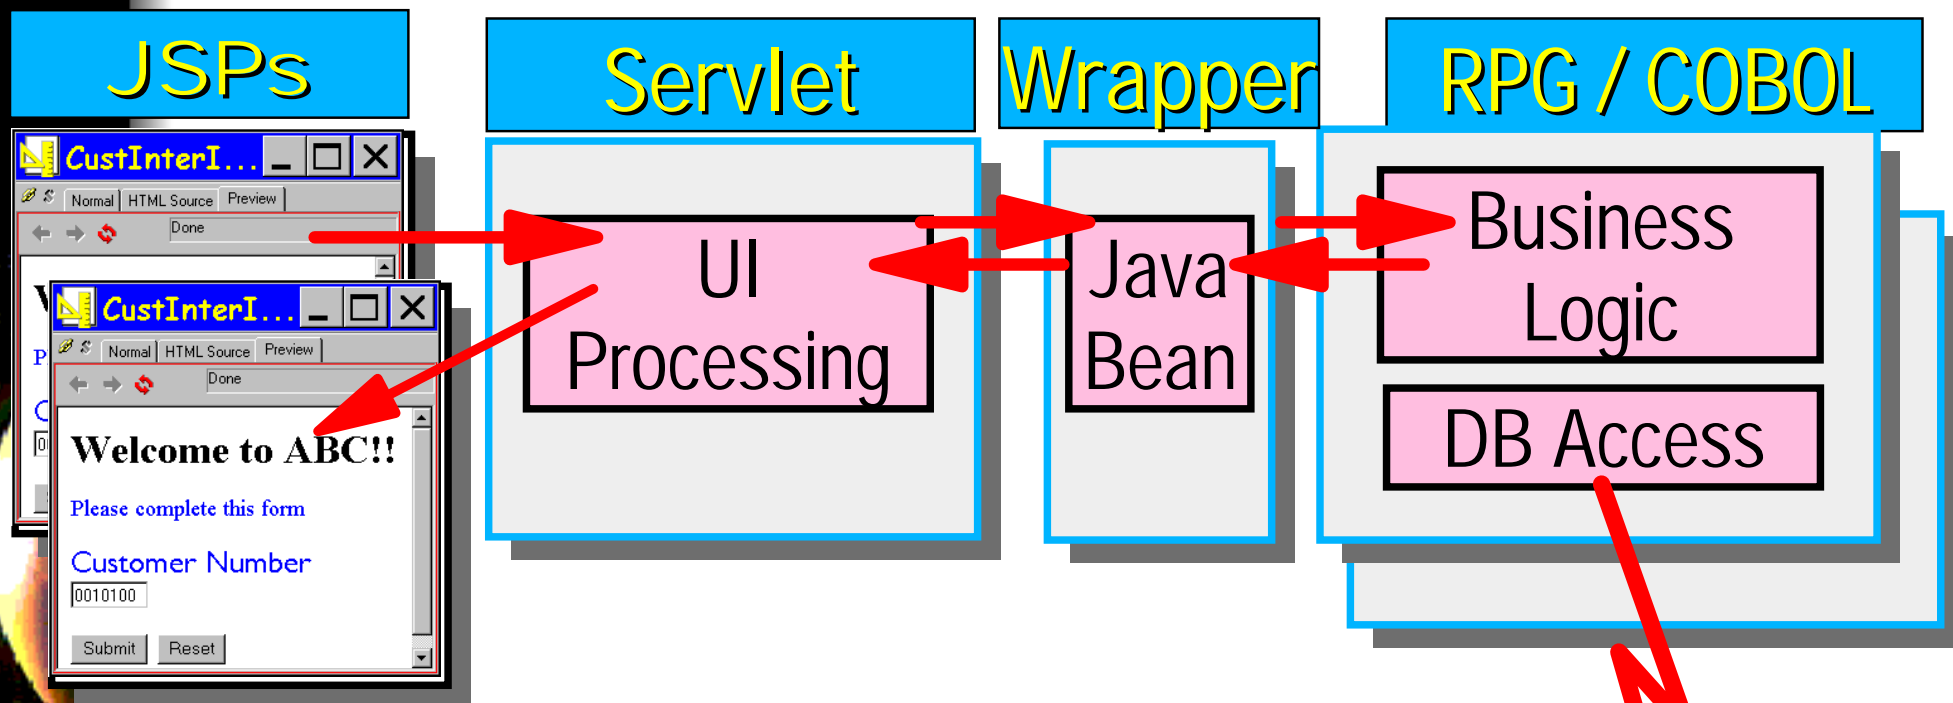 JSPs
Servlet
Wrapper
RPG / COBOL
CustInterI...
Normal
HTML Source
Preview
Done
CustInterI...
Normal
HTML Source
Preview
Done
Welcome to ABC!!
Please complete this form
Customer Number
0010100
Submit
Reset
UI
Processing
Java
Bean
Business
Logic
DB Access